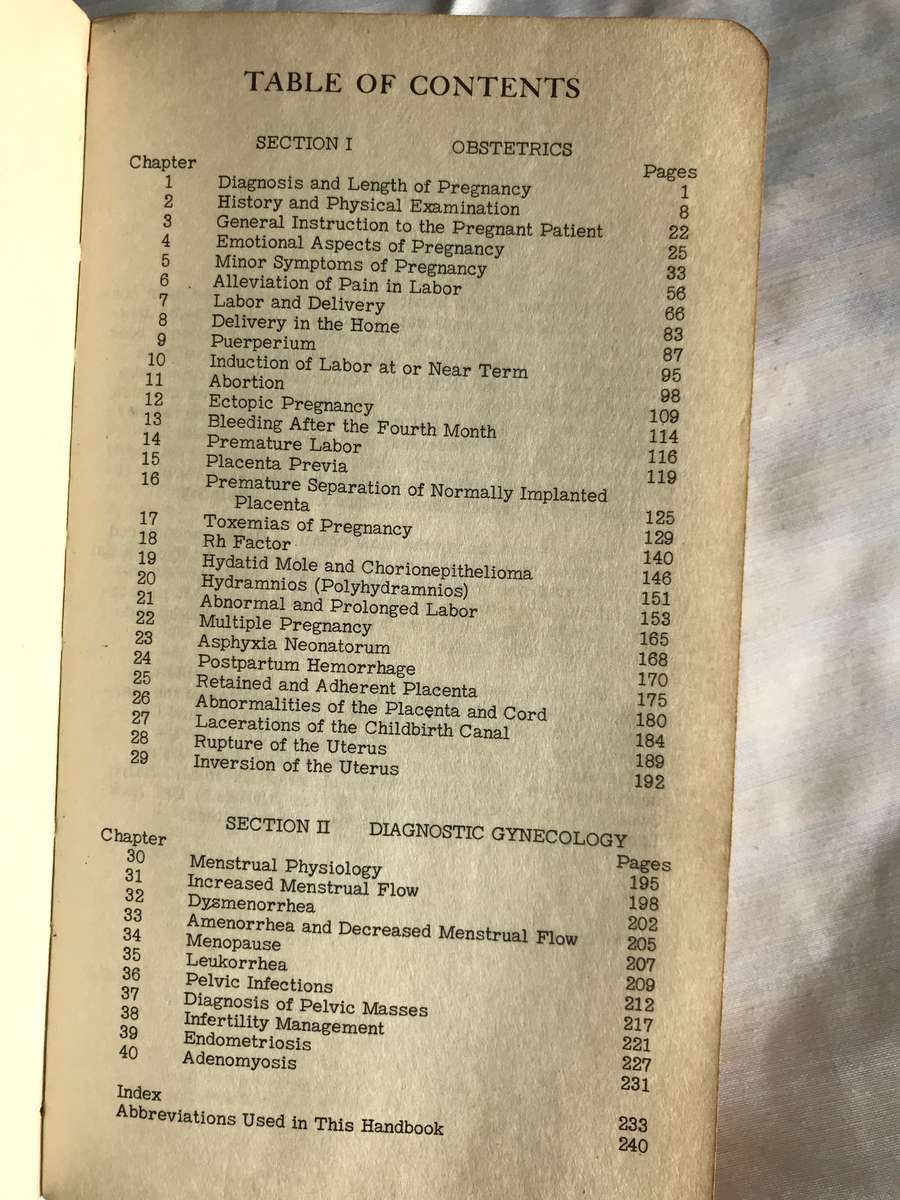 TABLE OF CONTENTS
SECTION I OBSTETRICS
Chapter Pages
1 Diagnosis and Length of Pregnancy 1
2 History and Physical Examination 8
3 General Instruction to the Pregnant Patient 22
4 Emotional Aspects of Pregnancy 25
5 Minor Symptoms of Pregnancy 33
6 Alleviation of Pain in Labor 56
7 Labor and Delivery 66
8 Delivery in the Home 83
9 Puerperium 87
10 Induction of Labor at or Near Term 95
11 Abortion 98
12 Ectopic Pregnancy 109
13 Bleeding After the Fourth Month 114
14 Premature Labor 116
15 Placenta Previa 119
16 Premature Separation of Normally Implanted
Placenta 125
17 Toxemias of Pregnancy 129
18 Rh Factor 140
19 Hydatid Mole and Chorionepithelioma 146
20 Hydramnios (Polyhydramnios) 151
21 Abnormal and Prolonged Labor 153
22 Multiple Pregnancy 165
23 Asphyxia Neonatorum 168
24 Postpartum Hemorrhage 170
25 Retained and Adherent Placenta 175
26 Abnormalities of the Placenta and Cord 180
27 Lacerations of the Childbirth Canal 184
28 Rupture of the Uterus 189
29 Inversion of the Uterus 192
SECTION II DIAGNOSTIC GYNECOLOGY
Chapter Pages
30 Menstrual Physiology 195
31 Increased Menstrual Flow 198
32 Dysmenorrhea 202
33 Amenorrhea and Decreased Menstrual Flow 205
34 Menopause 207
35 Leukorrhea 209
36 Pelvic Infections 212
37 Diagnosis of Pelvic Masses 217
38 Infertility Management 221
39 Endometriosis 227
40 Adenomyosis 231
Index 233
Abbreviations Used in This Handbook 240